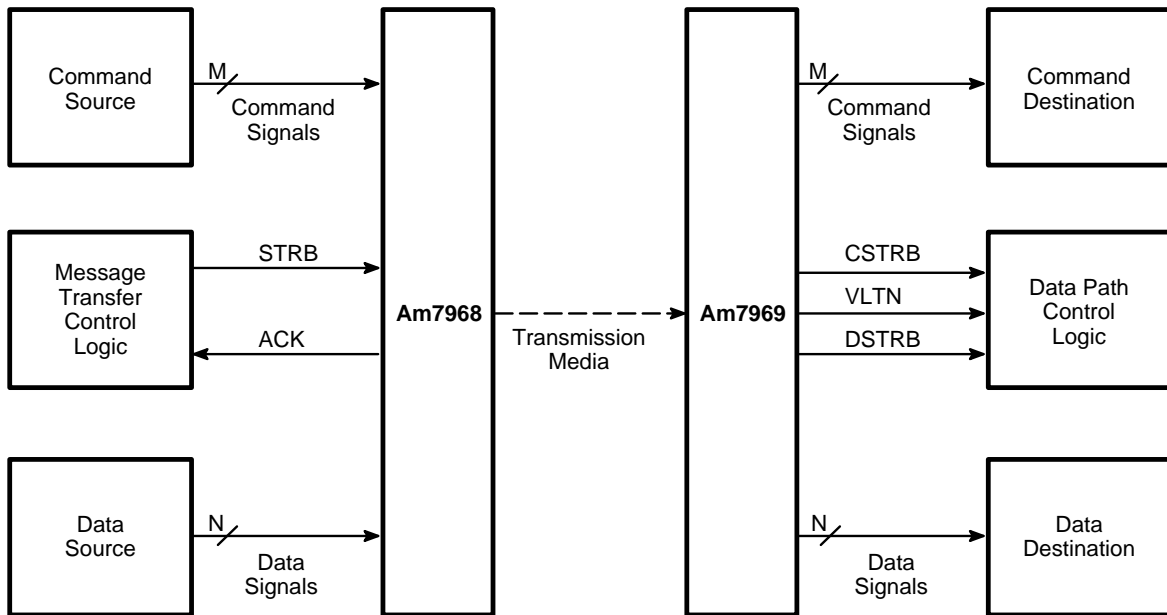 Command
Source
M
Command
Signals
Message
Transfer
Control
Logic
STRB
ACK
Data
Source
N
Data
Signals
Am7968
Transmission
Media
Am7969
M
Command
Signals
Command
Destination
CSTRB
VLTN
DSTRB
Data Path
Control
Logic
N
Data
Signals
Data
Destination